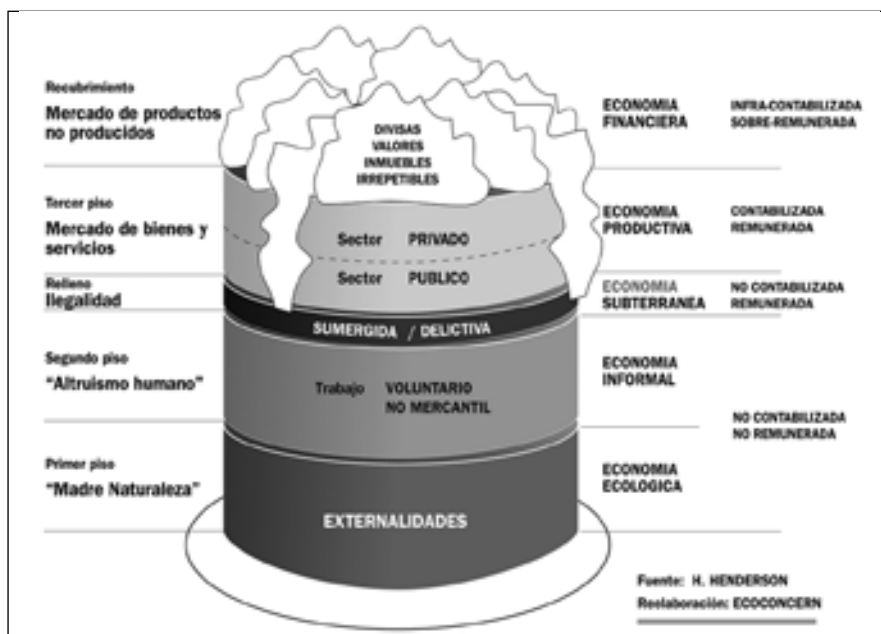 Recubrimiento
Mercado de productos
no producidos
DIVISAS
VALORES
INMUEBLES
IRREPETIBLES
ECONOMIA
FINANCIERA
INFRA-CONTABILIZADA
SOBRE-REMUNERADA
Tercer piso
Mercado de bienes y
servicios
Sector PRIVADO
Sector PUBLICO
ECONOMIA
PRODUCTIVA
CONTABILIZADA
REMUNERADA
Relleno
Ilegalidad
SUMERGIDA / DELICTIVA
ECONOMIA
SUBTERRANEA
NO CONTABILIZADA
REMUNERADA
Segundo piso
“Altruismo humano”
Trabajo VOLUNTARIO
NO MERCANTIL
ECONOMIA
INFORMAL
NO CONTABILIZADA
NO REMUNERADA
Primer piso
“Madre Naturaleza”
EXTERNALIDADES
ECONOMIA
ECOLOGICA
Fuente: H. HENDERSON
Reelaboración: ECOCONCERN